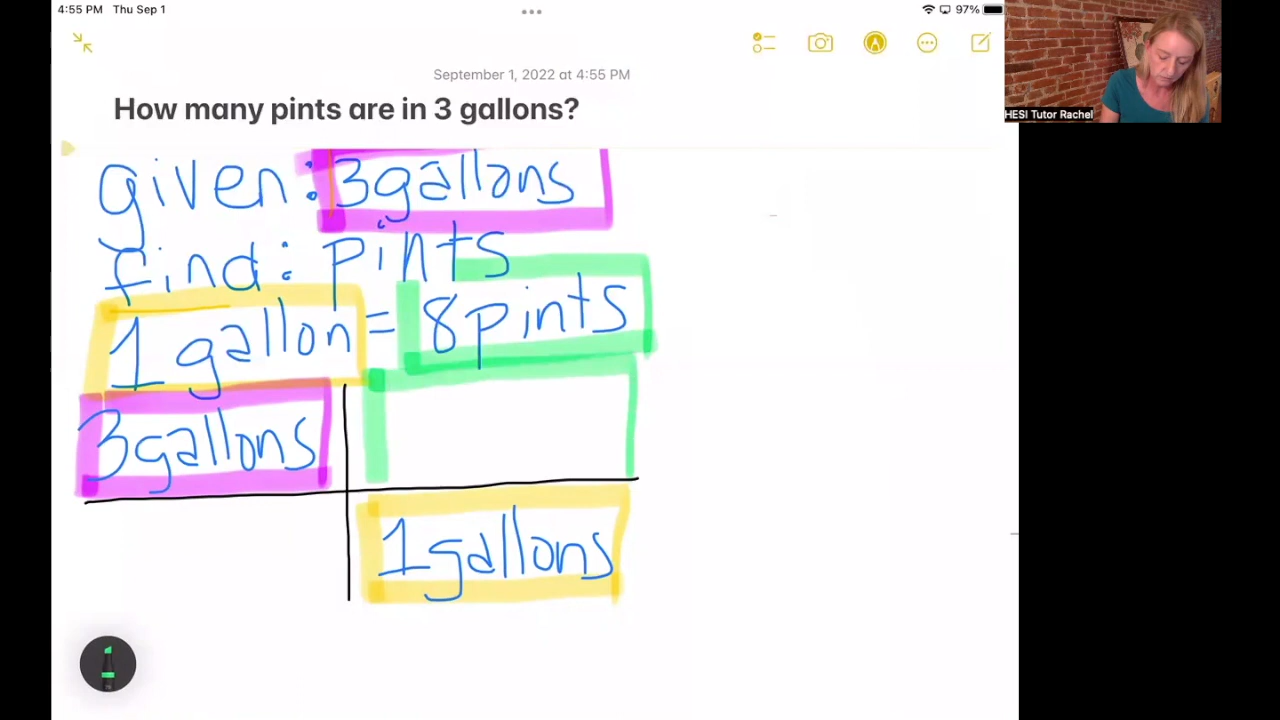 4:55 PM Thu Sep 1
97%
September 1, 2022 at 4:55 PM
How many pints are in 3 gallons?
HESI Tutor Rachel
given: 3gallons
find: pints
1 gallon = 8pints
3gallons
1gallons